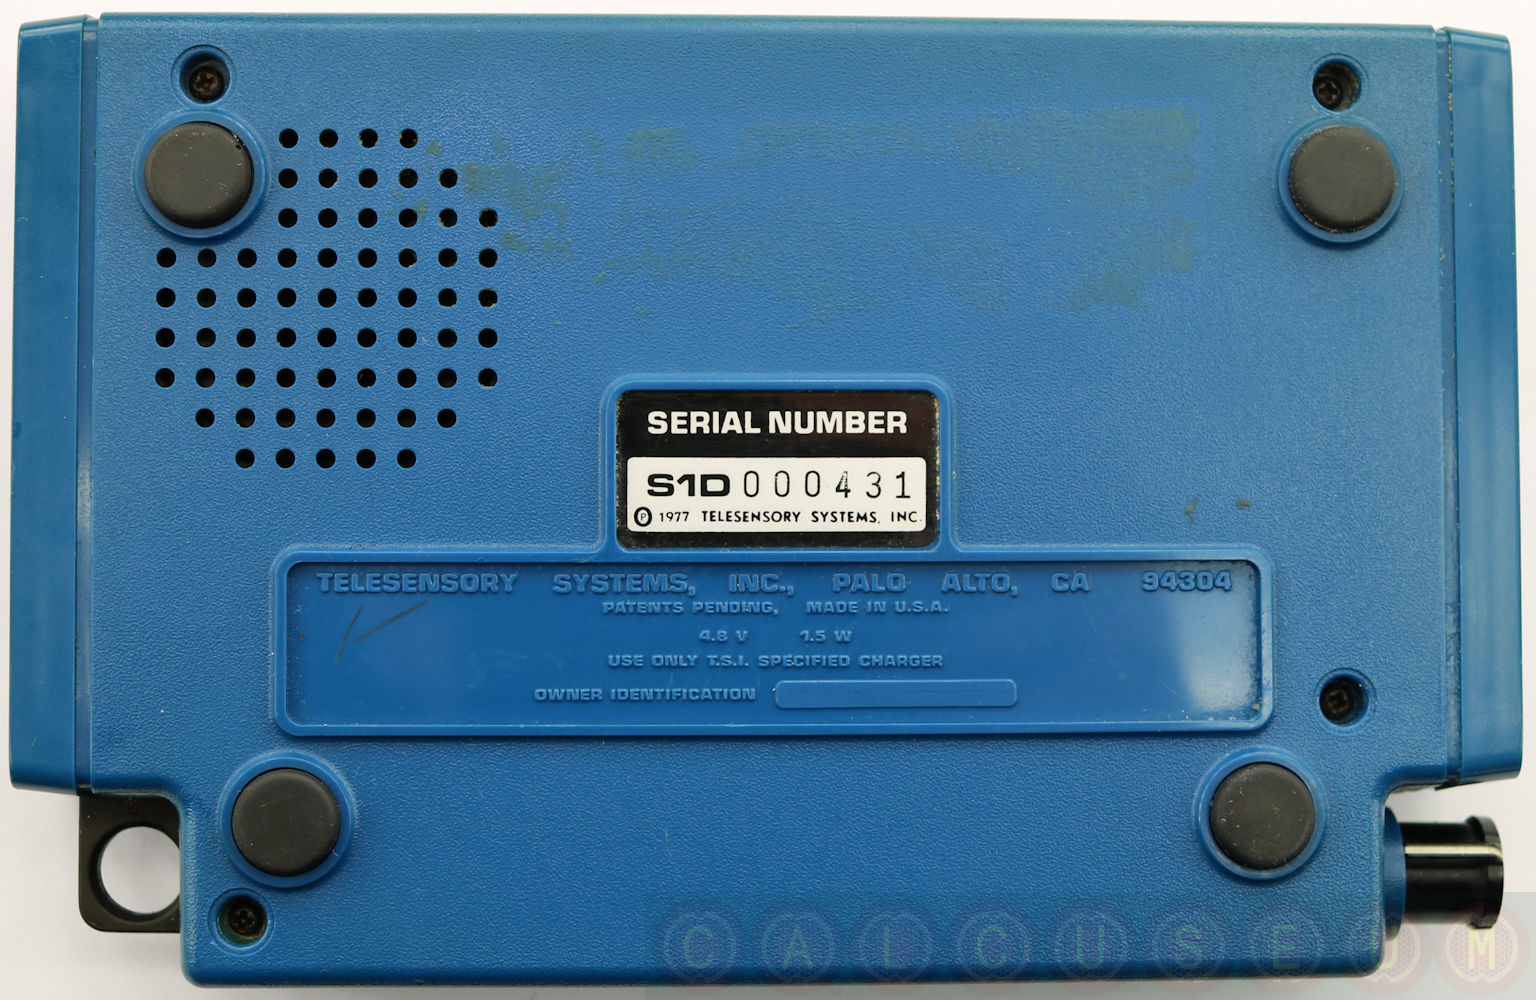 SERIAL NUMBER
S1D 000431
Ⓟ 1977 TELESENSORY SYSTEMS, INC.
TELESENSORY SYSTEMS, INC., PALO ALTO, CA 94304
PATENTS PENDING, MADE IN U.S.A.
4.8 V 1.5 W
USE ONLY T.S.I. SPECIFIED CHARGER
OWNER IDENTIFICATION
CALCUSEUM